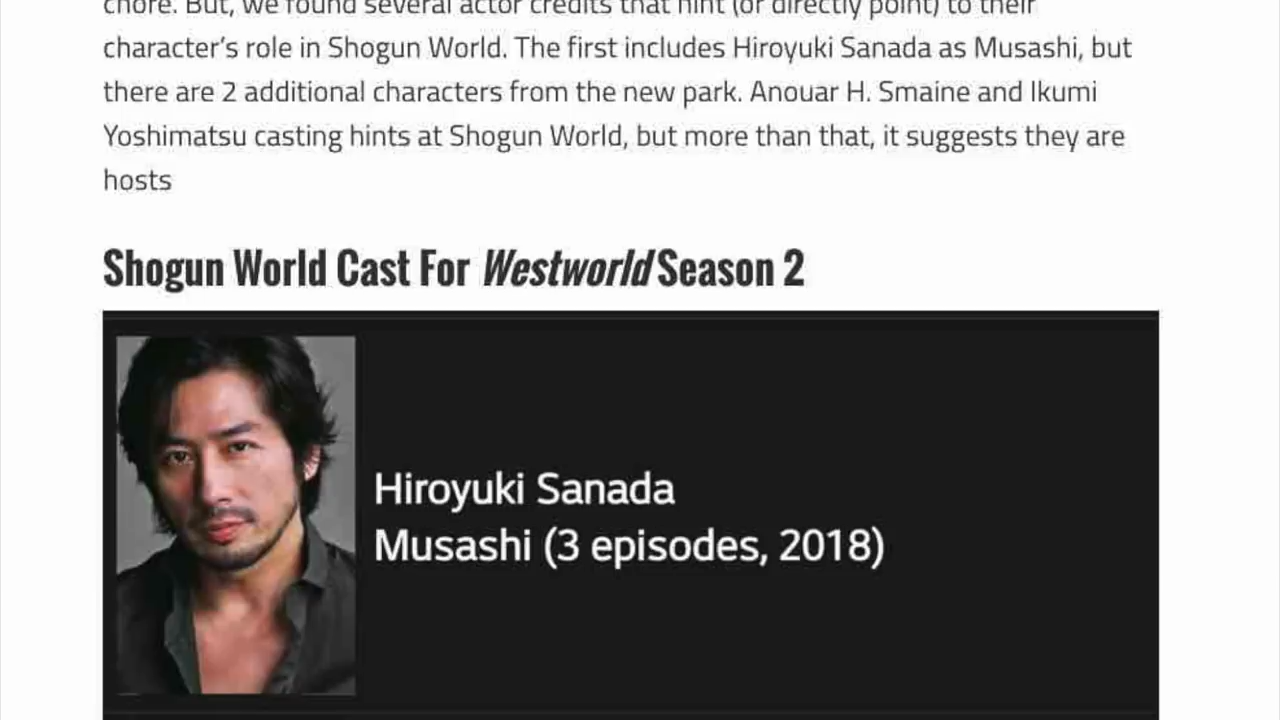 chore. But, we found several actor credits that hint (or directly point) to their
character's role in Shogun World. The first includes Hiroyuki Sanada as Musashi, but
there are 2 additional characters from the new park. Anouar H. Smaine and Ikumi
Yoshimatsu casting hints at Shogun World, but more than that, it suggests they are
hosts
Shogun World Cast For Westworld Season 2
Hiroyuki Sanada
Musashi (3 episodes, 2018)